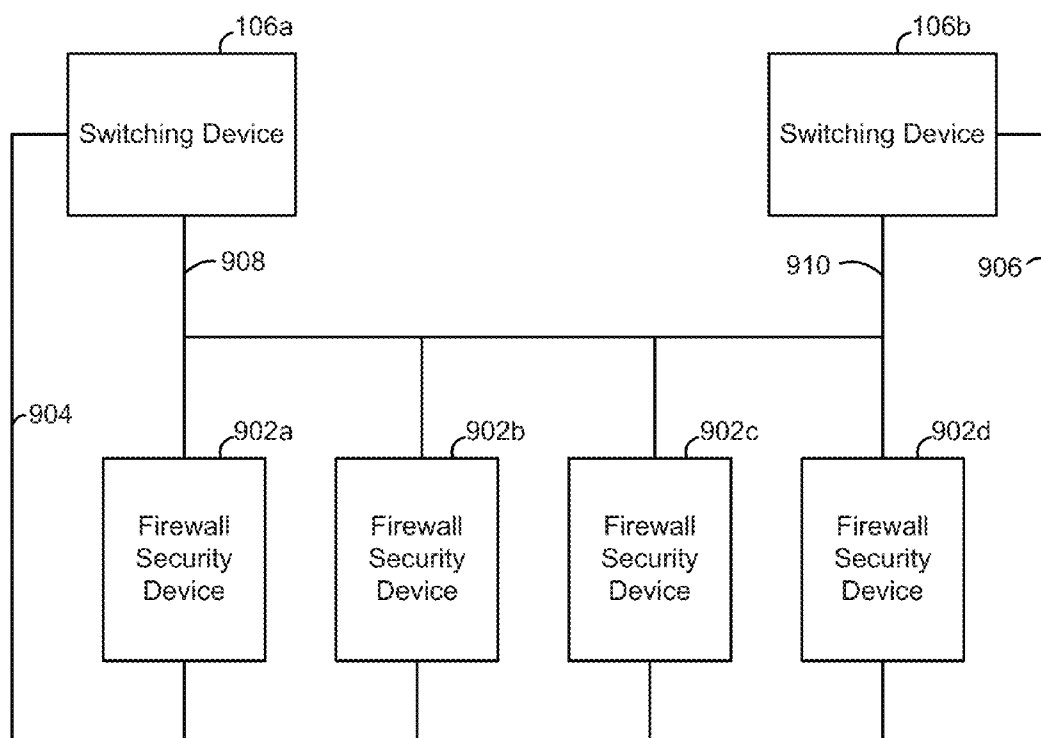 106a
106b
Switching Device
Switching Device
908
910
906
904
902a
902b
902c
902d
Firewall
Security
Device
Firewall
Security
Device
Firewall
Security
Device
Firewall
Security
Device